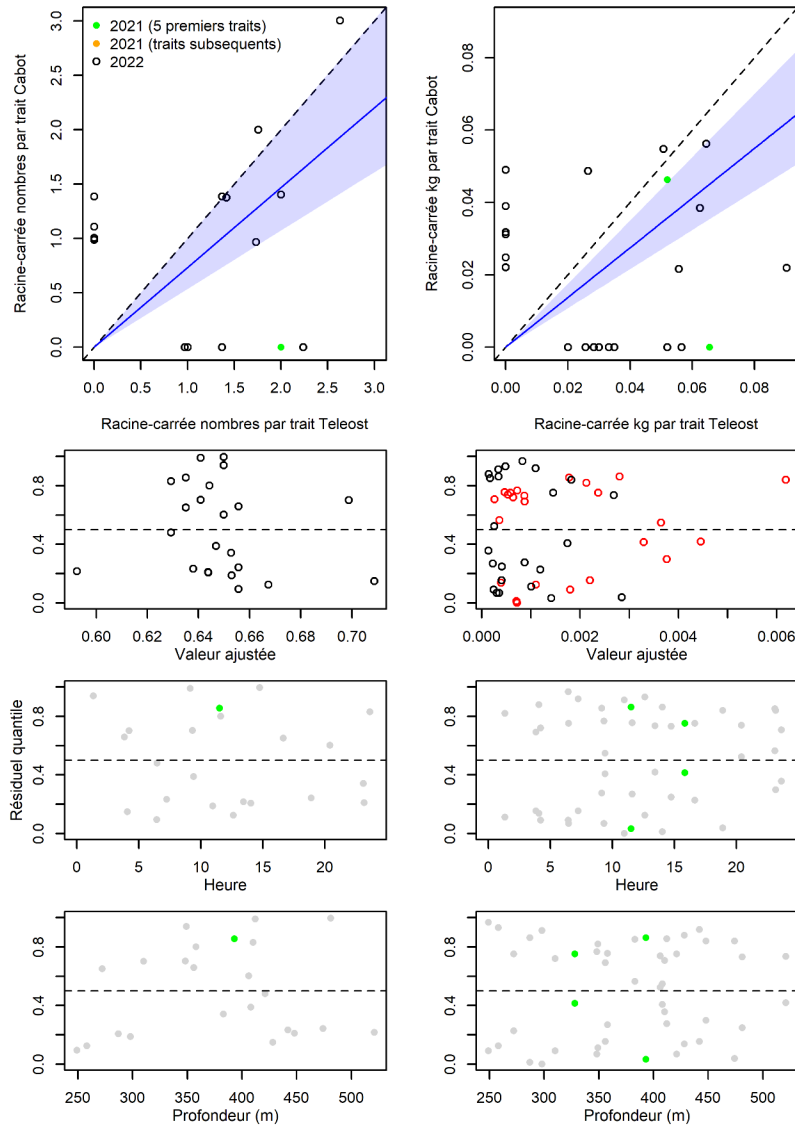 2021 (5 premiers traits)
2021 (traits subsequents)
2022
Racine-carrée nombres par trait Cabot
3.0
2.5
2.0
1.5
1.0
0.5
0.0
0.0 0.5 1.0 1.5 2.0 2.5 3.0
Racine-carrée nombres par trait Teleost
Racine-carrée kg par trait Cabot
0.08
0.06
0.04
0.02
0.00
0.00 0.02 0.04 0.06 0.08
Racine-carrée kg par trait Teleost
0.8
0.4
0.0
0.60 0.62 0.64 0.66 0.68 0.70
Valeur ajustée
0.8
0.4
0.0
0.000 0.002 0.004 0.006
Valeur ajustée
Résiduel quantile
0.8
0.4
0.0
0 5 10 15 20
Heure
0.8
0.4
0.0
0 5 10 15 20
Heure
0.8
0.4
0.0
250 300 350 400 450 500
Profondeur (m)
0.8
0.4
0.0
250 300 350 400 450 500
Profondeur (m)